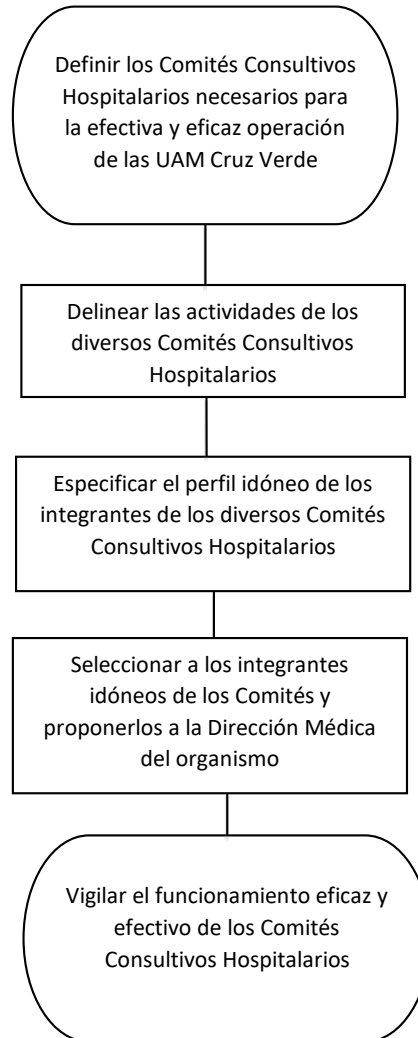 Definir los Comités Consultivos
Hospitalarios necesarios para
la efectiva y eficaz operación
de las UAM Cruz Verde
Delinear las actividades de los
diversos Comités Consultivos
Hospitalarios
Especificar el perfil idóneo de los
integrantes de los diversos Comités
Consultivos Hospitalarios
Seleccionar a los integrantes
idóneos de los Comités y
proponerlos a la Dirección Médica
del organismo
Vigilar el funcionamiento eficaz y
efectivo de los Comités
Consultivos Hospitalarios